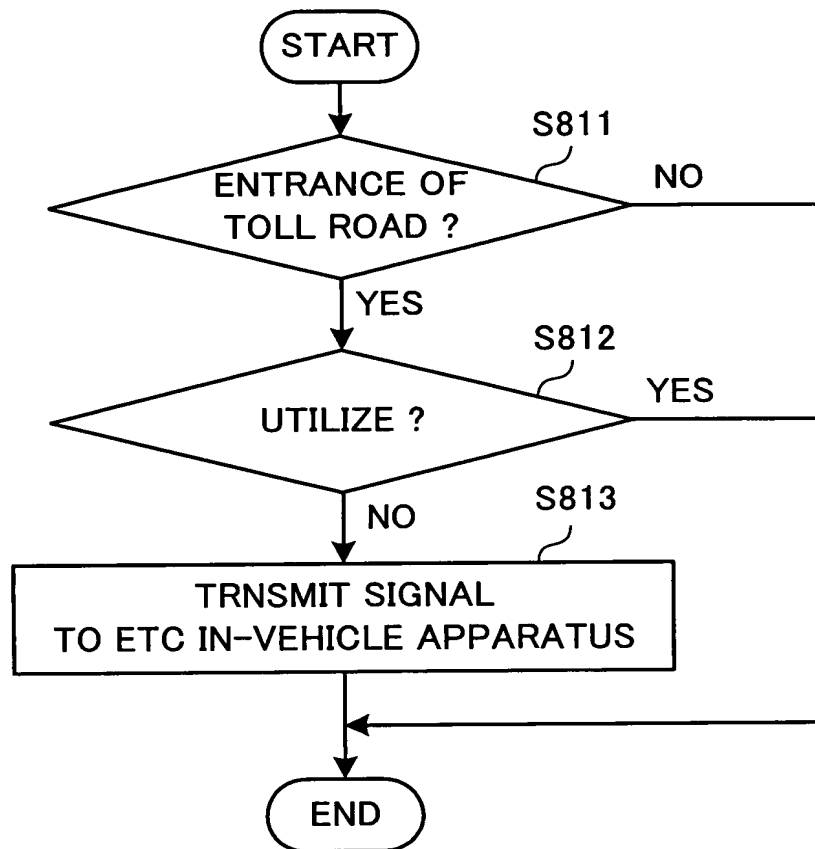 START
S811
ENTRANCE OF
TOLL ROAD ?
NO
YES
S812
UTILIZE ?
YES
NO
S813
TRNSMIT SIGNAL
TO ETC IN-VEHICLE APPARATUS
END